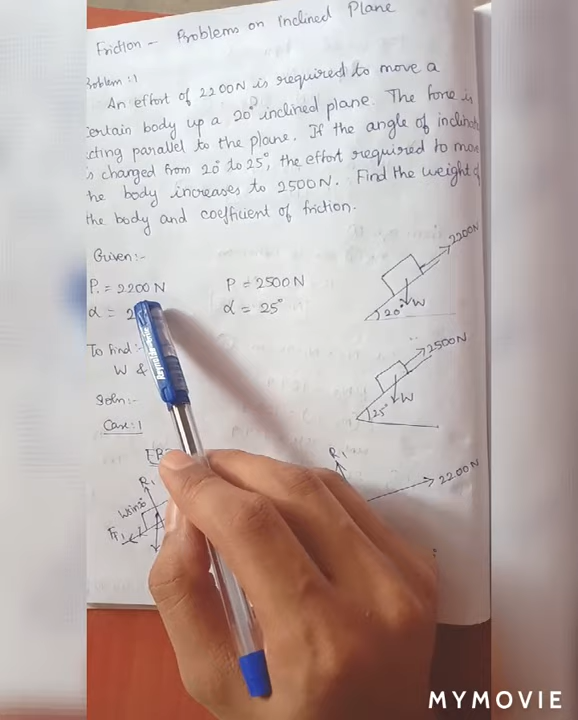 Friction - Problems on Inclined Plane
Problem:1
An effort of 2200N is required to move a
certain body up a 20° inclined plane. The force is
acting parallel to the plane. If the angle of inclination
is changed from 20° to 25°, the effort required to move
the body increases to 2500N. Find the weight of
the body and coefficient of friction.
Given:-
P = 2200 N P = 2500 N
α = 2 α = 25°
To find:-
W &
Soln:-
Case:1
2200N
W
20°
2500N
W
25°
R1
2200N
R1
MYMOVIE